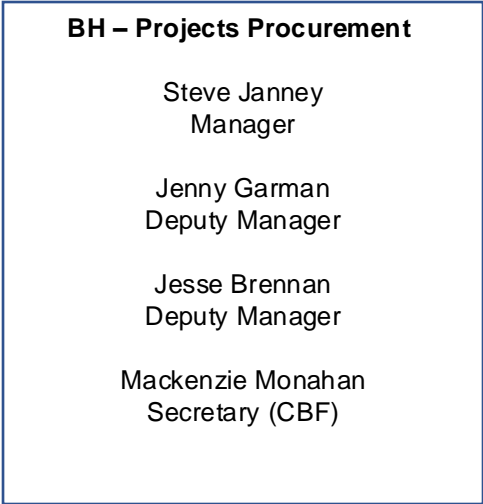 BH – Projects Procurement
Steve Janney
Manager
Jenny Garman
Deputy Manager
Jesse Brennan
Deputy Manager
Mackenzie Monahan
Secretary (CBF)